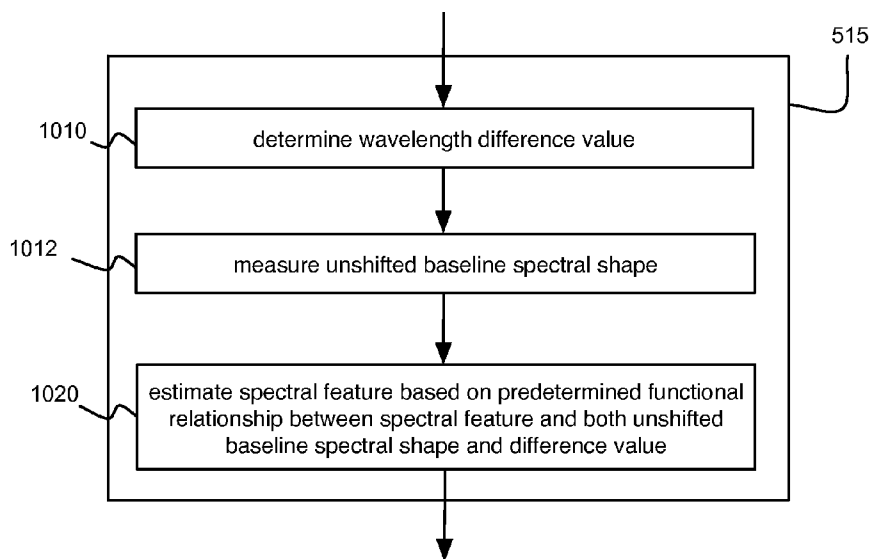 515
1010
determine wavelength difference value
1012
measure unshifted baseline spectral shape
1020
estimate spectral feature based on predetermined functional
relationship between spectral feature and both unshifted
baseline spectral shape and difference value